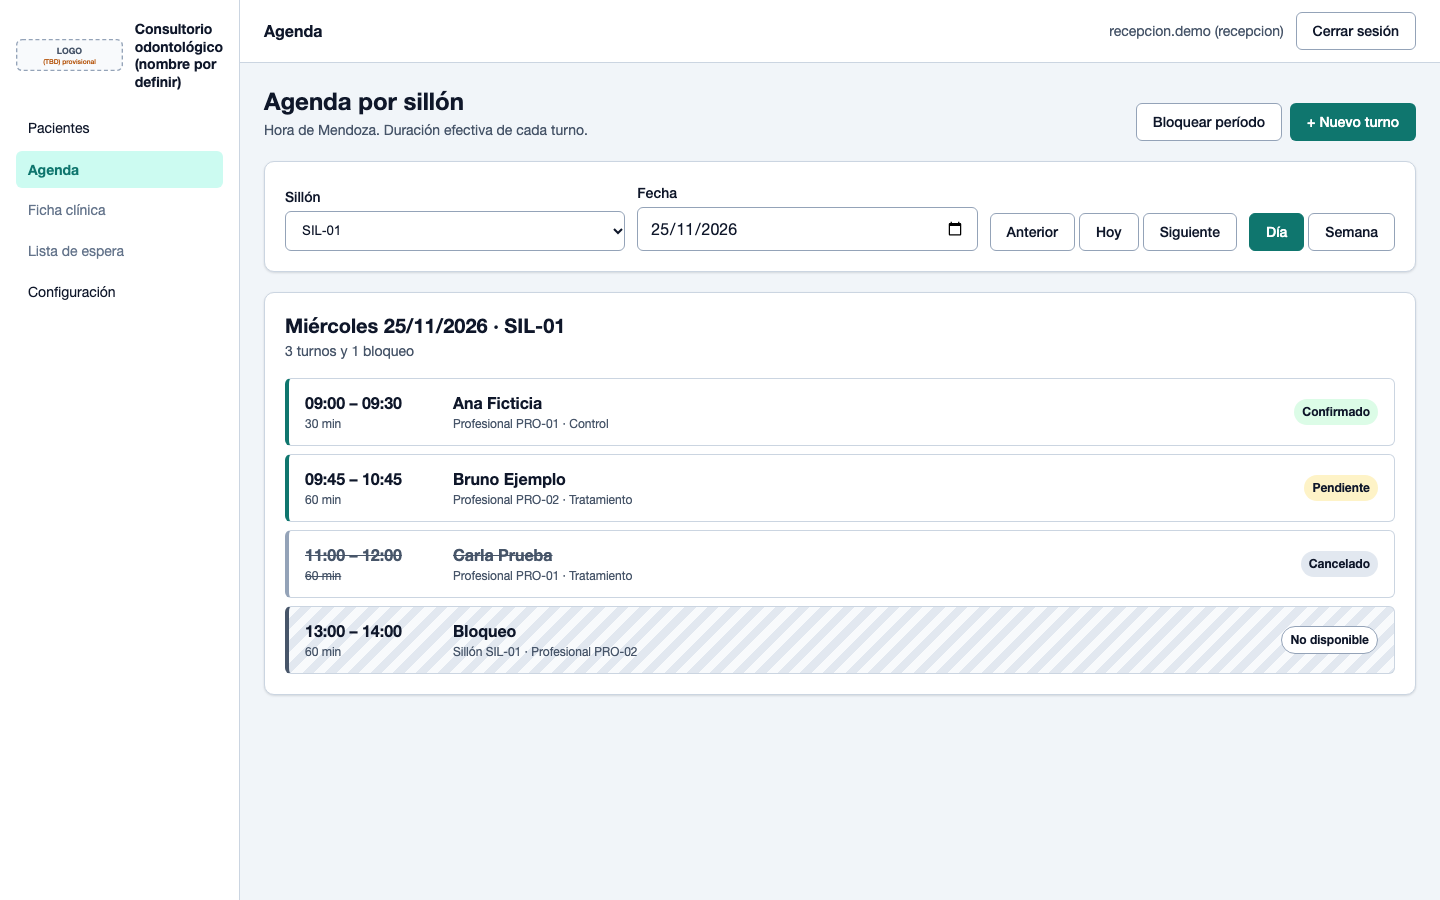 LOGO
(TBD) provisional
Consultorio
odontológico
(nombre por
definir)
Pacientes
Agenda
Ficha clínica
Lista de espera
Configuración
Agenda
recepcion.demo (recepcion)
Cerrar sesión
Agenda por sillón
Hora de Mendoza. Duración efectiva de cada turno.
Bloquear período
+ Nuevo turno
Sillón
SIL-01
Fecha
25/11/2026
Anterior
Hoy
Siguiente
Día
Semana
Miércoles 25/11/2026 · SIL-01
3 turnos y 1 bloqueo
09:00 – 09:30
30 min
Ana Ficticia
Profesional PRO-01 · Control
Confirmado
09:45 – 10:45
60 min
Bruno Ejemplo
Profesional PRO-02 · Tratamiento
Pendiente
11:00 – 12:00
60 min
Carla Prueba
Profesional PRO-01 · Tratamiento
Cancelado
13:00 – 14:00
60 min
Bloqueo
Sillón SIL-01 · Profesional PRO-02
No disponible